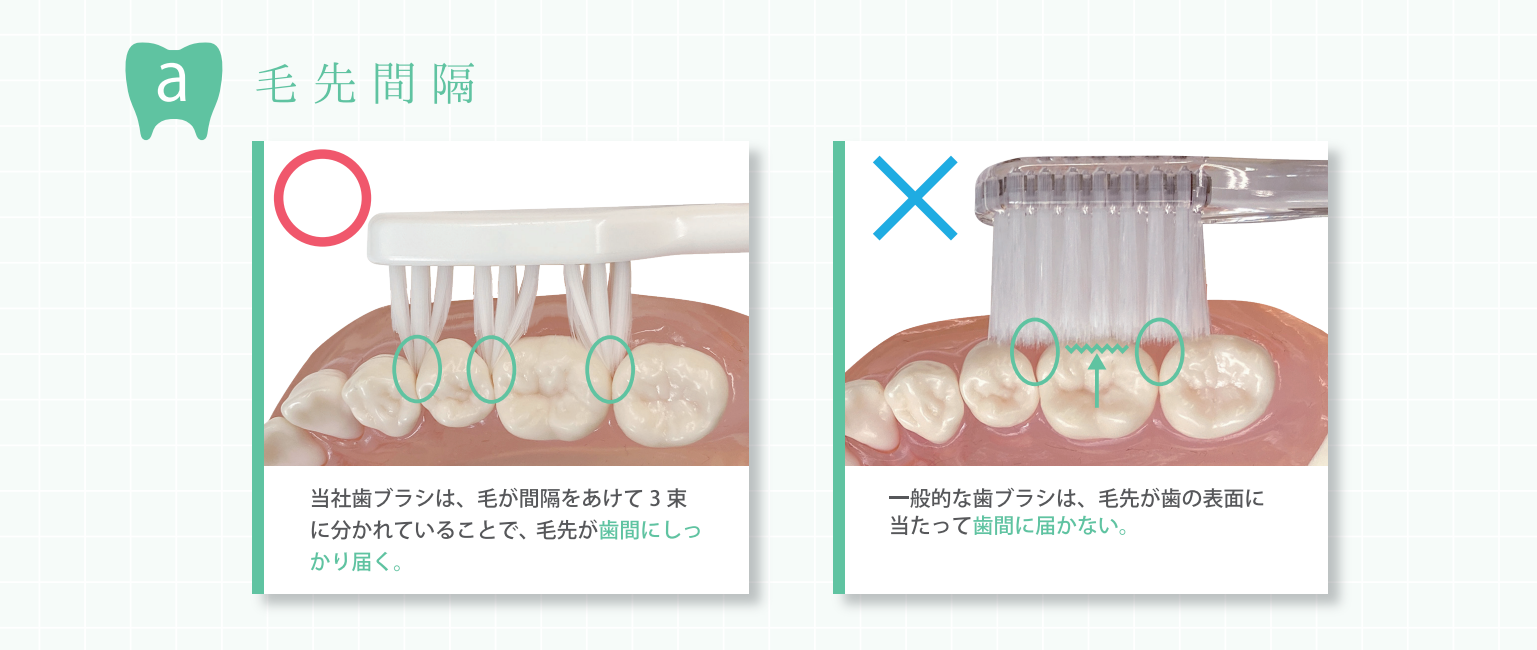 a
毛先間隔
当社歯ブラシは、毛が間隔をあけて 3 束
に分かれていることで、毛先が歯間にしっ
かり届く。
一般的な歯ブラシは、毛先が歯の表面に
当たって歯間に届かない。